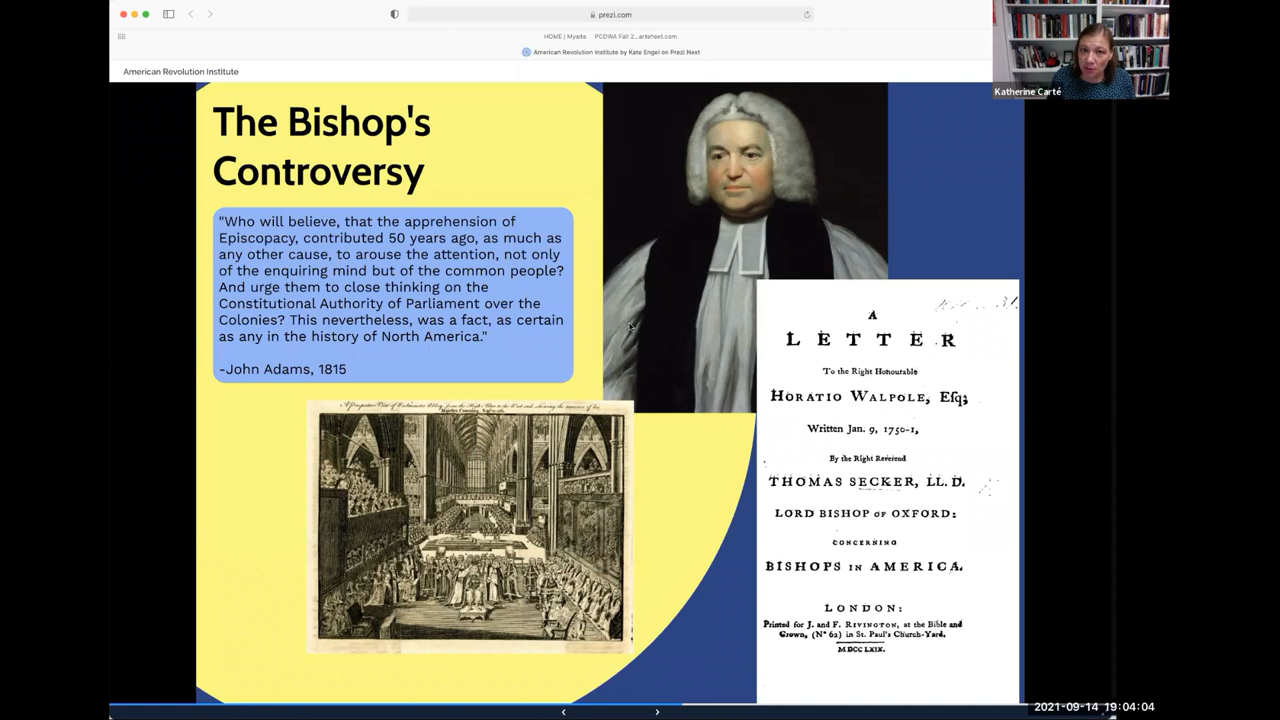 prezi.com
HOME | Mysite
American Revolution Institute by Kate Engel on Prezi Next
American Revolution Institute
Katherine Carté
The Bishop's
Controversy
"Who will believe, that the apprehension of
Episcopacy, contributed 50 years ago, as much as
any other cause, to arouse the attention, not only
of the enquiring mind but of the common people?
And urge them to close thinking on the
Constitutional Authority of Parliament over the
Colonies? This nevertheless, was a fact, as certain
as any in the history of North America."
-John Adams, 1815
A
LETTER
To the Right Honourable
HORATIO WALPOLE, Esq;
Written Jan. 9, 1750-1,
By the Right Reverend
THOMAS SECKER, LL.D.
LORD BISHOP OF OXFORD:
CONCERNING
BISHOPS IN AMERICA.
LONDON:
Printed for J. and F. RIVINGTON, at the Bible and
Crown, (No 62) in St. Paul's Church-Yard.
MDCCLXIX.
2021-09-14 19:04:04